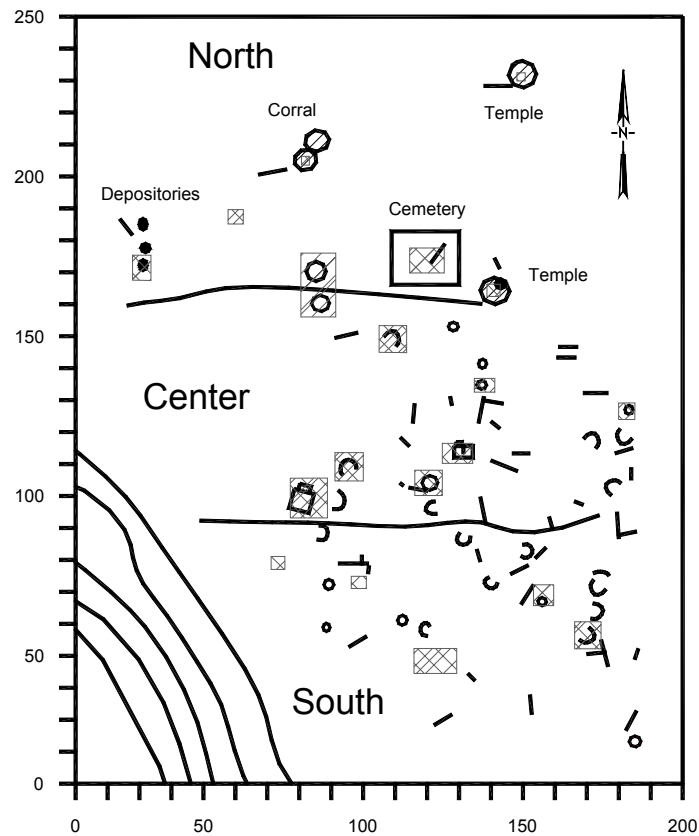 250
North
Temple
Corral
-N-
200
Depositories
Cemetery
Temple
150
Center
100
50
South
0
0 50 100 150 200